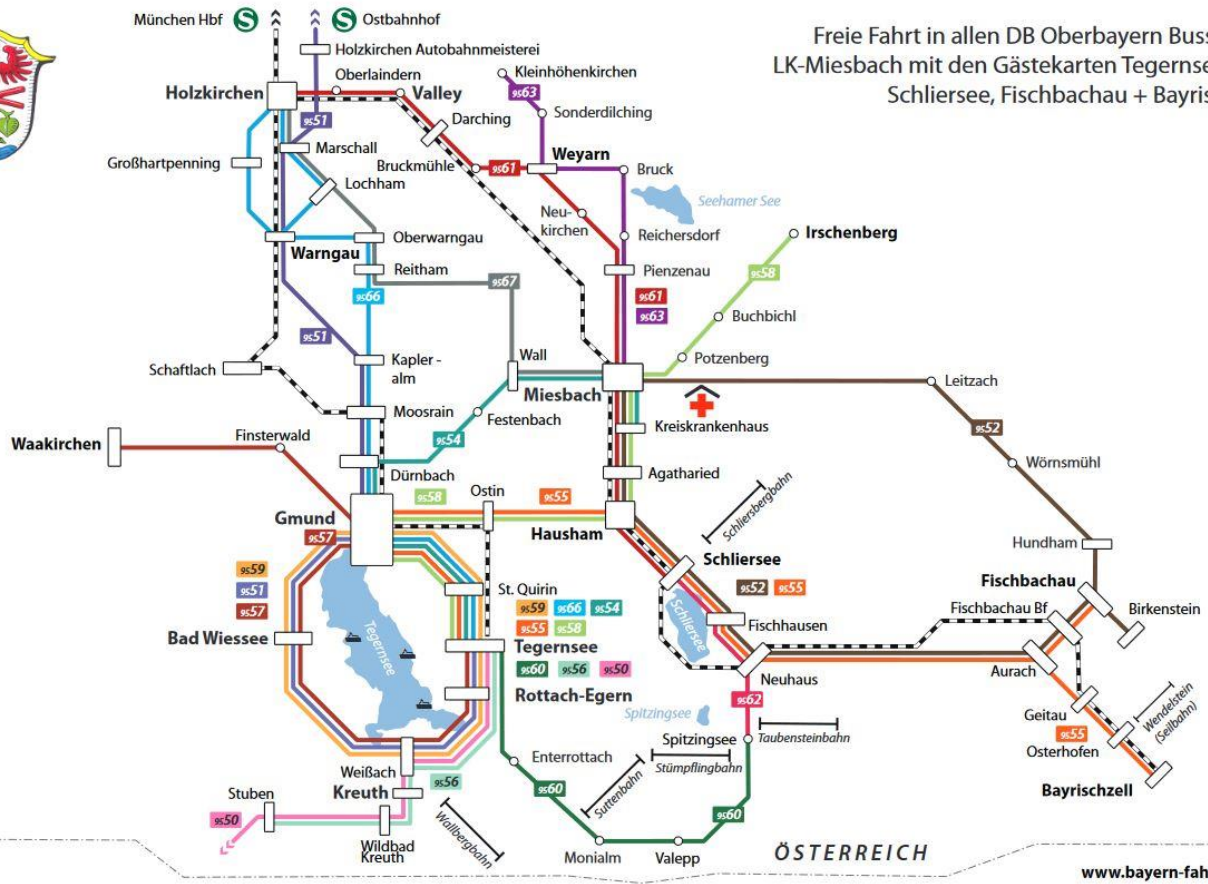 München Hbf
S
S
Ostbahnhof
Freie Fahrt in allen DB Oberbayern Buss
LK-Miesbach mit den Gästekarten Tegernse
Schliersee, Fischbachau + Bayris
Holzkirchen Autobahnmeisterei
Oberlaindern
Kleinhöhenkirchen
Holzkirchen
Valley
9563
Sonderdilching
Darching
9551
Marschall
Weyarn
Großhartpenning
Bruckmühle
9561
Bruck
Lochham
Seehamer See
Neu-
kirchen
Irschenberg
Oberwarngau
Reichersdorf
Warngau
Reitham
Pienzenau
9558
9567
9566
9561
9563
Buchbichl
9551
Wall
Potzenberg
Kapler-
alm
Schaftlach
Miesbach
Leitzach
Moosrain
Festenbach
Kreiskrankenhaus
9552
Waakirchen
Finsterwald
9554
Wörnsmühl
Dürnbach
Agatharied
Ostin
9558
9555
Schliersbergbahn
Gmund
Hausham
9557
Hundham
Schliersee
9559
Fischbachau
St. Quirin
9552
9555
9551
9559
9566
9554
Fischbachau Bf
Birkenstein
9557
Schliersee
Fischhausen
9555
9558
Bad Wiessee
Tegernsee
Tegernsee
9560
9556
9550
Neuhaus
Aurach
Rottach-Egern
9562
Geitau
Wendelstein
(Seilbahn)
Spitzingsee
9555
Spitzingsee
Taubensteinbahn
Osterhofen
Enterrottach
Stümpflingbahn
Weißach
9556
Bayrischzell
Kreuth
9560
Suttenbahn
Stuben
9560
9550
Wallbergbahn
Wildbad
Kreuth
Monialm
Valepp
ÖSTERREICH
www.bayern-fah